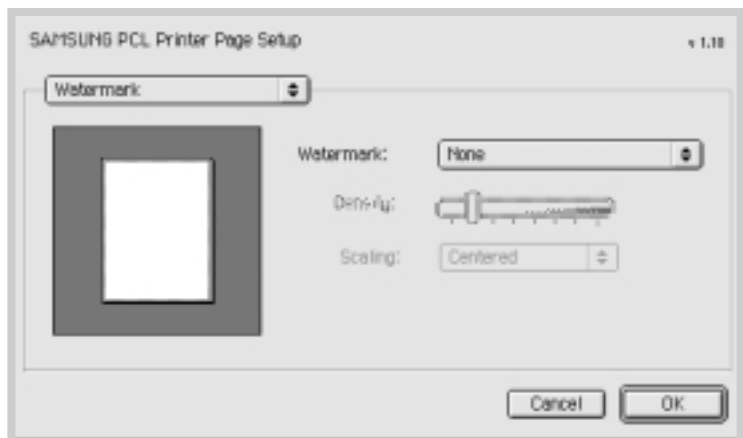 SAMSUNG PCL Printer Page Setup
v 1.10
Watermark
Watermark: None
Density:
Scaling: Centered
Cancel OK